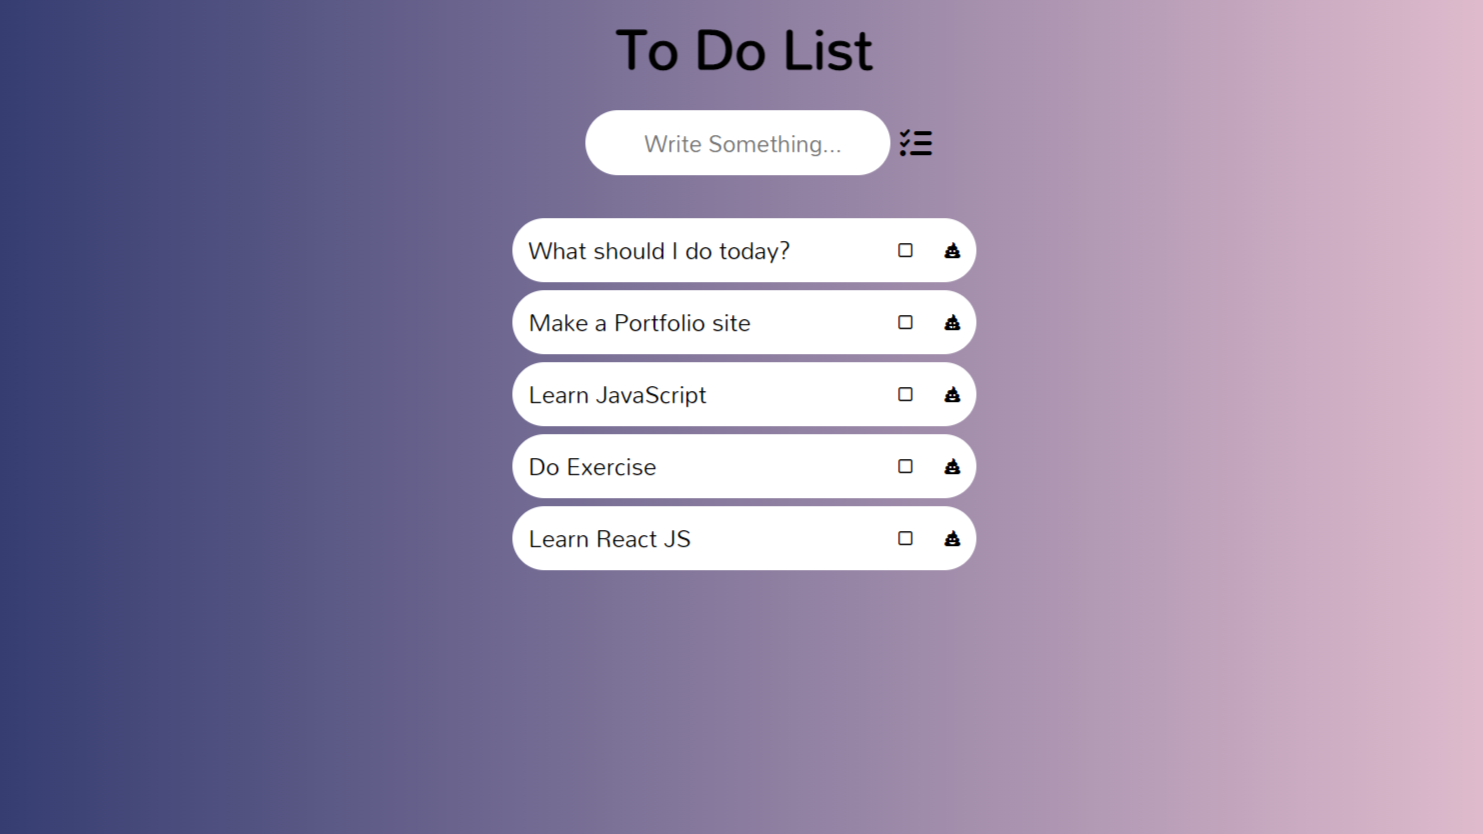 To Do List
Write Something...
What should I do today?
Make a Portfolio site
Learn JavaScript
Do Exercise
Learn React JS